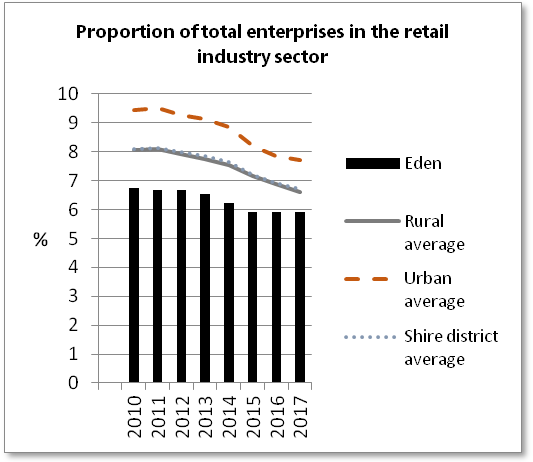 Proportion of total enterprises in the retail
industry sector
10
9
8
7
6
5
4
3
2
1
0
%
2010
2011
2012
2013
2014
2015
2016
2017
Eden
Rural
average
Urban
average
Shire district
average